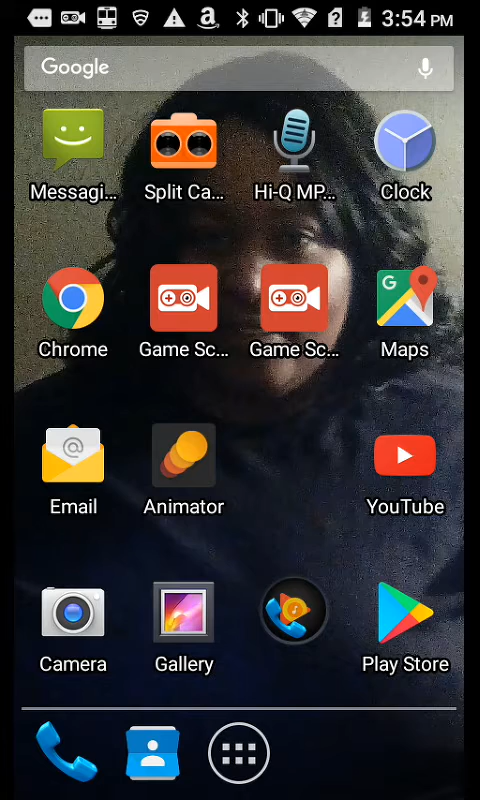 3:54 PM
Google
Messagi... Split Ca... Hi-Q MP... Clock
Chrome Game Sc... Game Sc... Maps
Email Animator YouTube
Camera Gallery Play Store